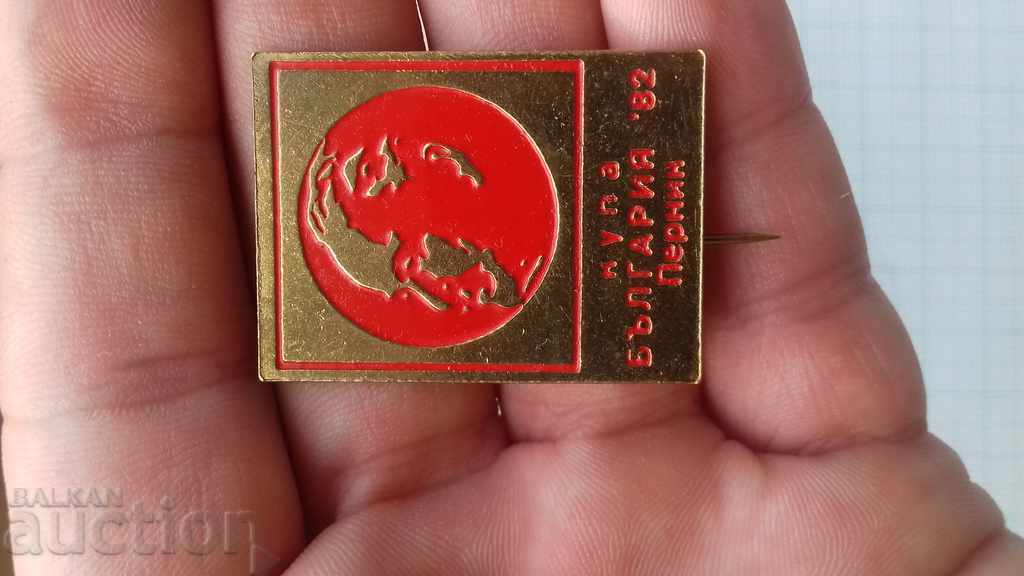 купа
БЪЛГАРИЯ '82
Перник
BALKAN
auction